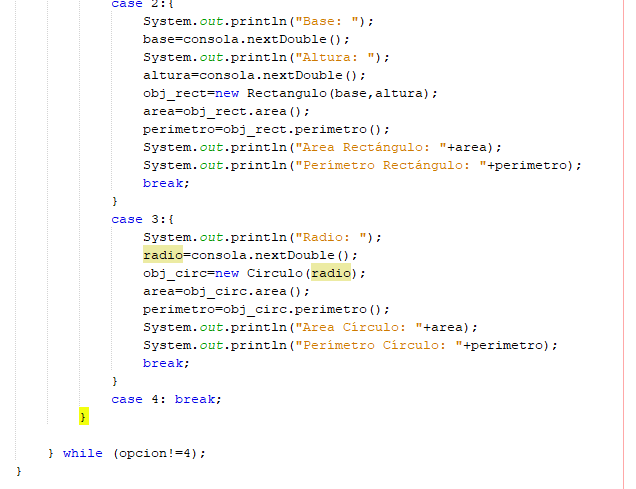 case 2:{
System.out.println("Base: ");
base=consola.nextDouble();
System.out.println("Altura: ");
altura=consola.nextDouble();
obj_rect=new Rectangulo(base,altura);
area=obj_rect.area();
perimetro=obj_rect.perimetro();
System.out.println("Area Rectángulo: "+area);
System.out.println("Perímetro Rectángulo: "+perimetro);
break;
}
case 3:{
System.out.println("Radio: ");
radio=consola.nextDouble();
obj_circ=new Circulo(radio);
area=obj_circ.area();
perimetro=obj_circ.perimetro();
System.out.println("Area Círculo: "+area);
System.out.println("Perímetro Círculo: "+perimetro);
break;
}
case 4: break;
}
} while (opcion!=4);
}